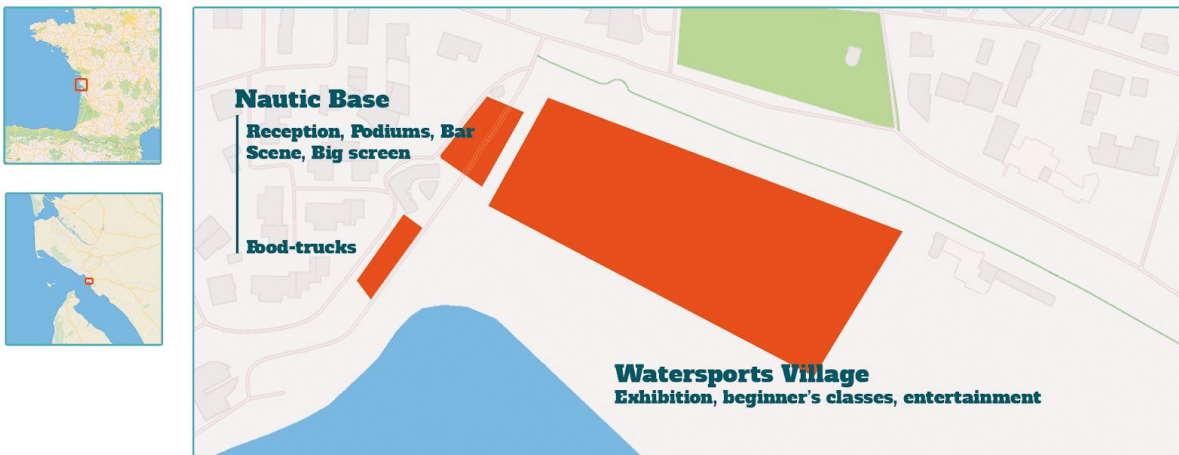 Nautic Base
Reception, Podiums, Bar
Scene, Big screen
Food-trucks
Watersports Village
Exhibition, beginner's classes, entertainment